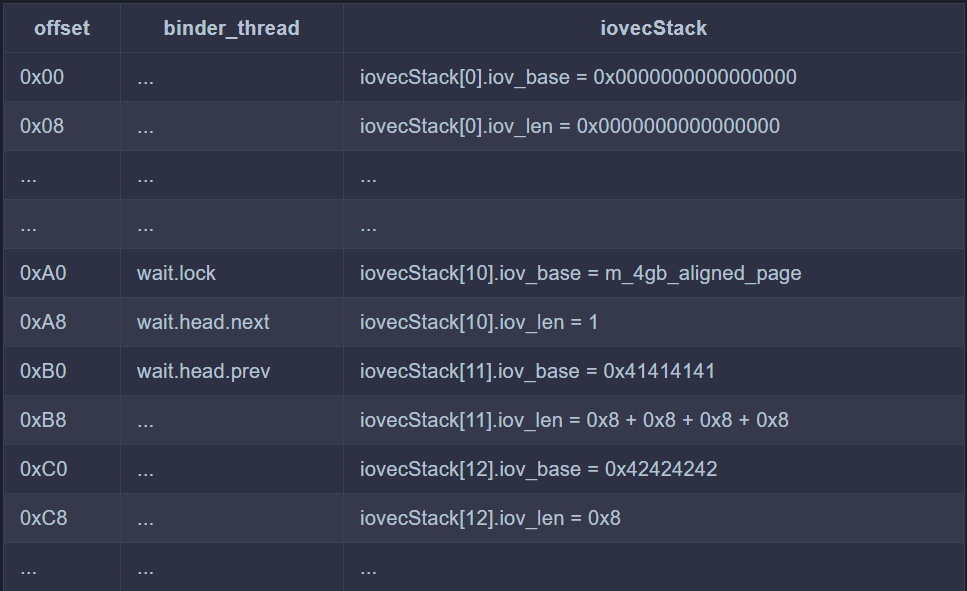 offset binder_thread iovecStack
0x00 ... iovecStack[0].iov_base = 0x0000000000000000
0x08 ... iovecStack[0].iov_len = 0x0000000000000000
... ... ...
... ... ...
0xA0 wait.lock iovecStack[10].iov_base = m_4gb_aligned_page
0xA8 wait.head.next iovecStack[10].iov_len = 1
0xB0 wait.head.prev iovecStack[11].iov_base = 0x41414141
0xB8 ... iovecStack[11].iov_len = 0x8 + 0x8 + 0x8 + 0x8
0xC0 ... iovecStack[12].iov_base = 0x42424242
0xC8 ... iovecStack[12].iov_len = 0x8
... ... ...